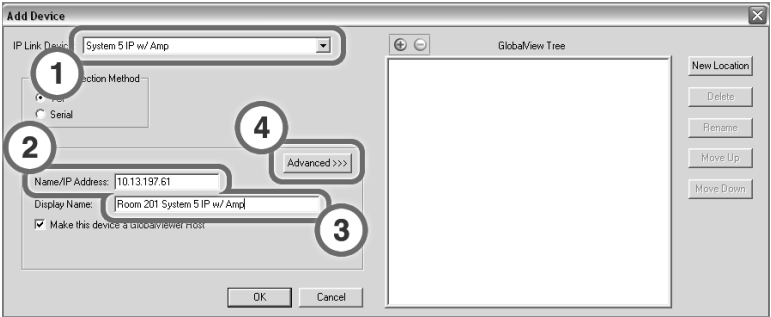 Add Device
IP Link Device
System 5 IP w/ Amp
1
ection Method
Serial
2
4
Advanced >>>
Name/IP Address:
10.13.197.61
Display Name:
Room 201 System 5 IP w/ Amp
3
Make this device a GlobalViewer Host
OK
Cancel
GlobalView Tree
New Location
Delete
Rename
Move Up
Move Down